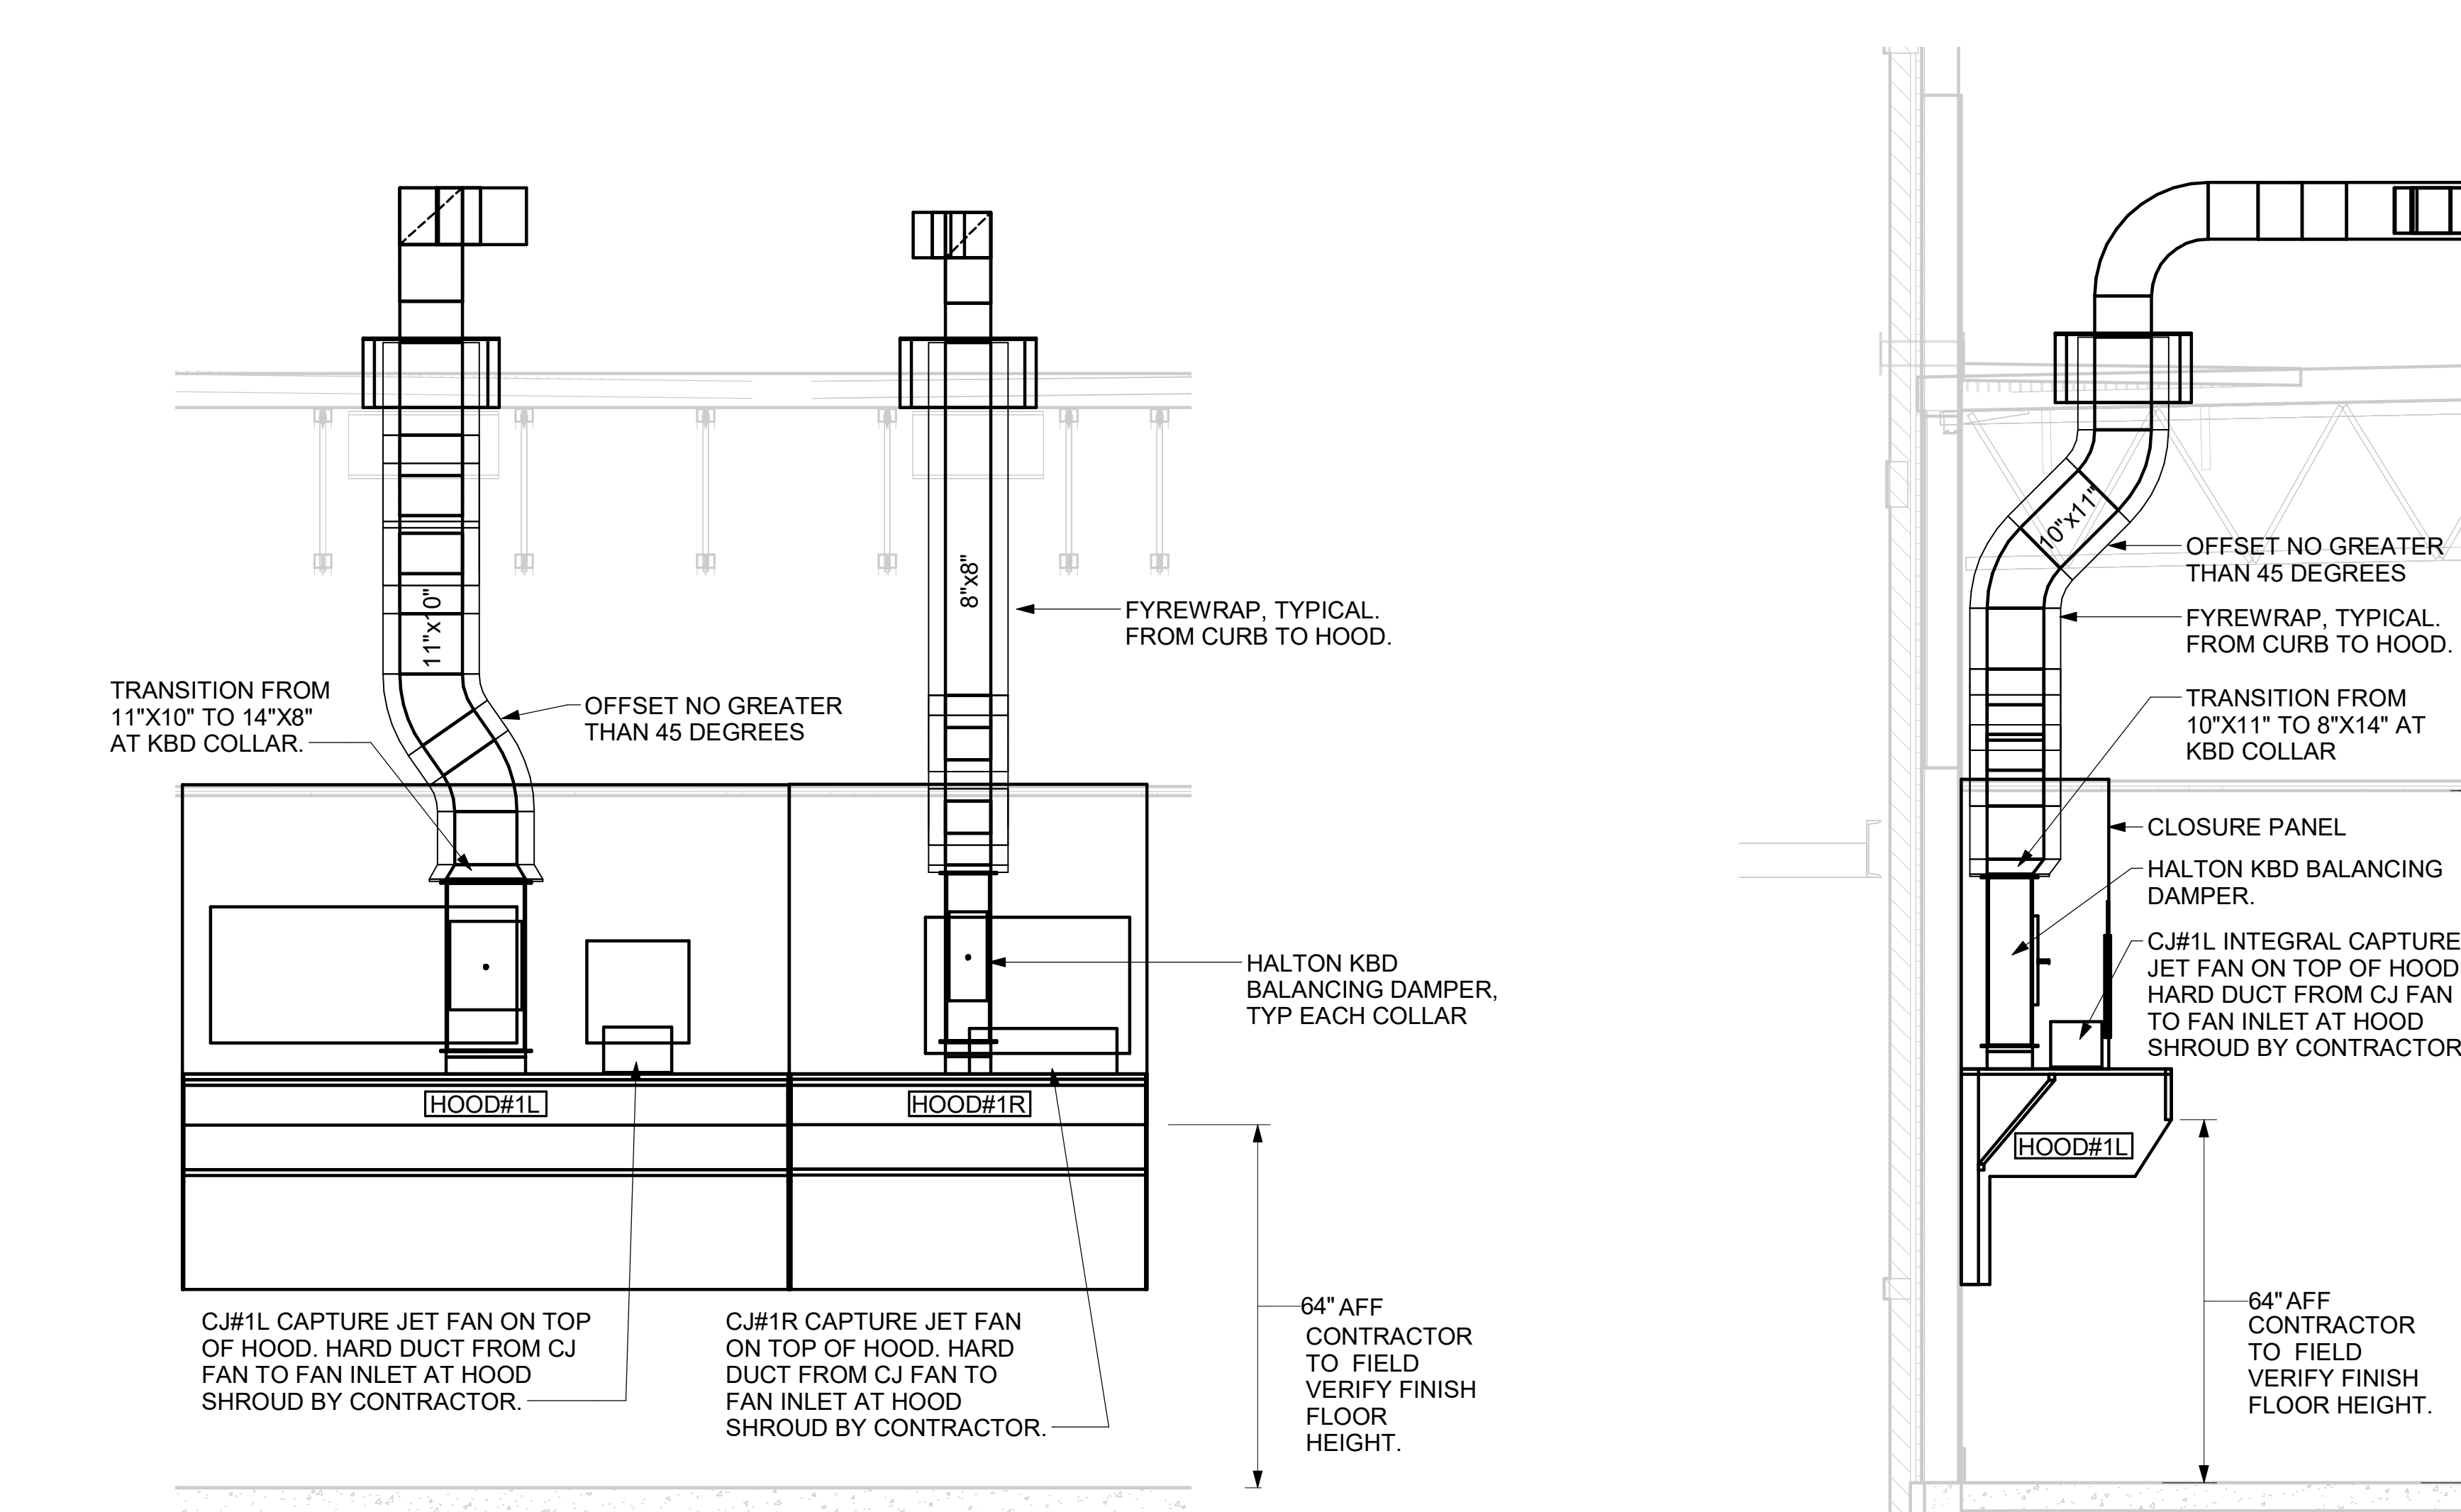 11"x10"
8"x8"
FYREWRAP, TYPICAL.
FROM CURB TO HOOD.
TRANSITION FROM
11"X10" TO 14"X8"
AT KBD COLLAR.
OFFSET NO GREATER
THAN 45 DEGREES
HALTON KBD
BALANCING DAMPER,
TYP EACH COLLAR
HOOD#1L
HOOD#1R
CJ#1L CAPTURE JET FAN ON TOP
OF HOOD. HARD DUCT FROM CJ
FAN TO FAN INLET AT HOOD
SHROUD BY CONTRACTOR.
CJ#1R CAPTURE JET FAN
ON TOP OF HOOD. HARD
DUCT FROM CJ FAN TO
FAN INLET AT HOOD
SHROUD BY CONTRACTOR.
64" AFF
CONTRACTOR
TO FIELD
VERIFY FINISH
FLOOR
HEIGHT.
10"x11"
OFFSET NO GREATER
THAN 45 DEGREES
FYREWRAP, TYPICAL.
FROM CURB TO HOOD.
TRANSITION FROM
10"X11" TO 8"X14" AT
KBD COLLAR
CLOSURE PANEL
HALTON KBD BALANCING
DAMPER.
CJ#1L INTEGRAL CAPTURE
JET FAN ON TOP OF HOOD
HARD DUCT FROM CJ FAN
TO FAN INLET AT HOOD
SHROUD BY CONTRACTOR
HOOD#1L
64" AFF
CONTRACTOR
TO FIELD
VERIFY FINISH
FLOOR HEIGHT.